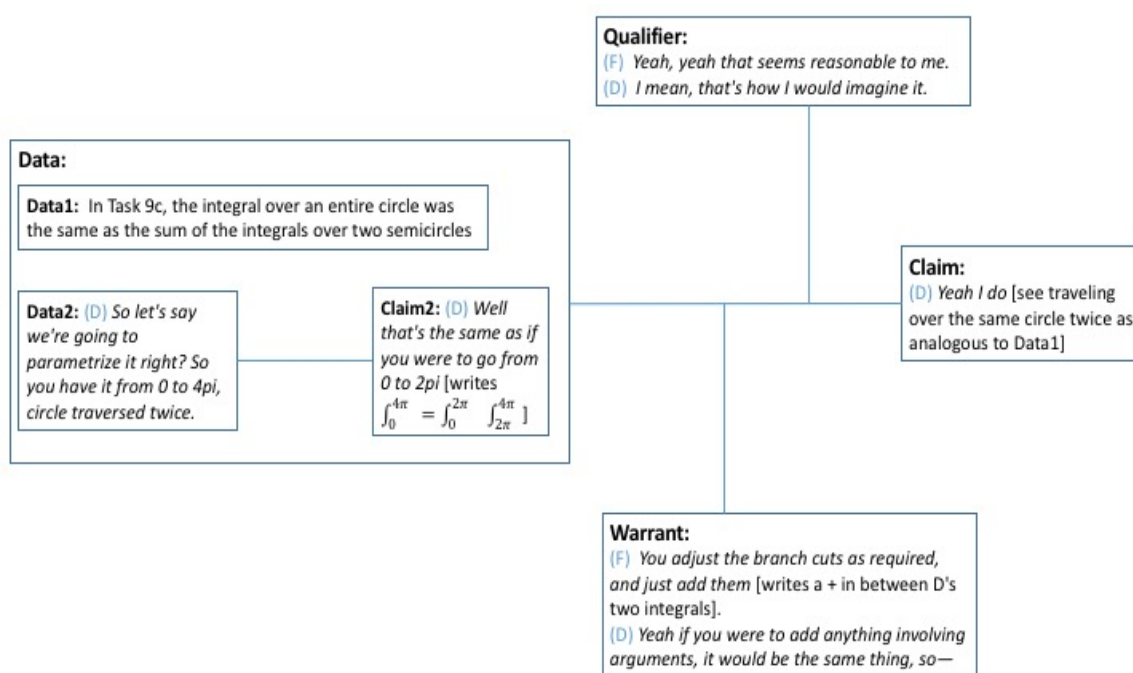 Qualifier:
(F) Yeah, yeah that seems reasonable to me.
(D) I mean, that's how I would imagine it.
Data:
Data1: In Task 9c, the integral over an entire circle was
the same as the sum of the integrals over two semicircles
Data2: (D) So let's say
we're going to
parametrize it right? So
you have it from 0 to 4pi,
circle traversed twice.
Claim2: (D) Well
that's the same as if
you were to go from
0 to 2pi [writes
∫₀^{4π} = ∫₀^{2π} ∫_{2π}^{4π} ]
Claim:
(D) Yeah I do [see traveling
over the same circle twice as
analogous to Data1]
Warrant:
(F) You adjust the branch cuts as required,
and just add them [writes a + in between D's
two integrals].
(D) Yeah if you were to add anything involving
arguments, it would be the same thing, so—